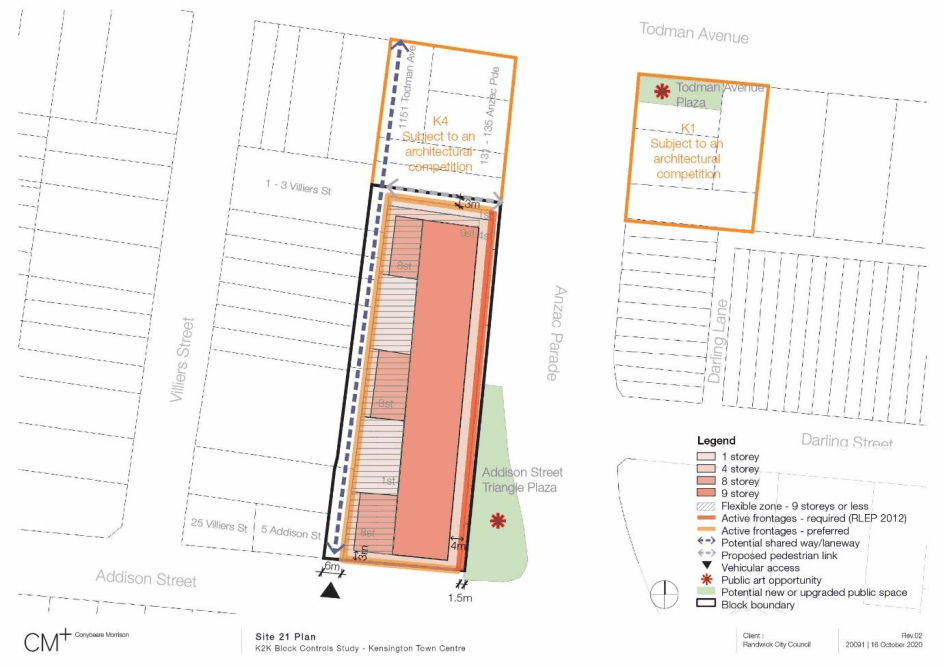 Todman Avenue
1151 Todman Ave
131 - 135 Anzac Pde
K4
Subject to an
architectural
competition
Todman Avenue
Plaza
K1
Subject to an
architectural
competition
1 - 3 Villiers St
3m
1st
9st
4st
8st
Anzac Parade
Villiers Street
Darling Lane
8st
Darling Street
Legend
1 storey
4 storey
8 storey
9 storey
Flexible zone - 9 storeys or less
Active frontages - required (RLEP 2012)
Active frontages - preferred
Potential shared way/laneway
Proposed pedestrian link
Vehicular access
Public art opportunity
Potential new or upgraded public space
Block boundary
Addison Street
Triangle Plaza
1st
25 Villiers St
5 Addison St
8st
3m
4m
6m
1.5m
Addison Street
CM+ Conybeare Morrison
Site 21 Plan
K2K Block Controls Study - Kensington Town Centre
Client :
Randwick City Council
Rev.02
20091 | 16 October 2020